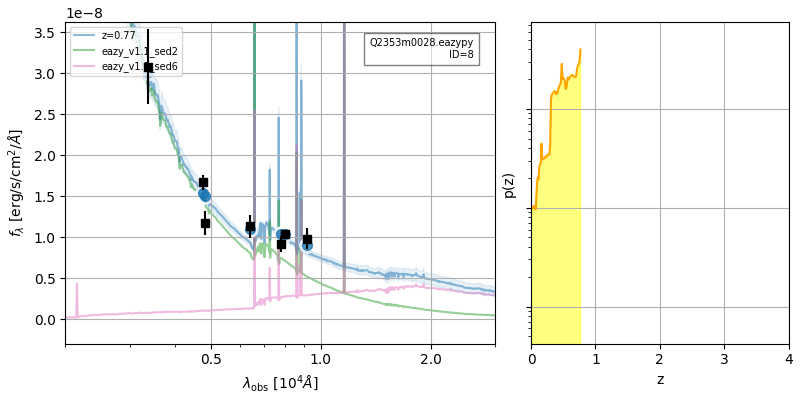 1e−8
z=0.77
eazy_v1.1_sed2
eazy_v1.1_sed6
Q2353m0028.eazypy
ID=8
3.5
3.0
2.5
2.0
1.5
1.0
0.5
0.0
f_λ [erg/s/cm²/Å]
0.5
1.0
2.0
λ_obs [10⁴Å]
p(z)
0
1
2
3
4
z